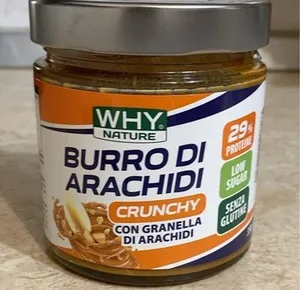 WHY
NATURE
BURRO DI
ARACHIDI
CRUNCHY
CON GRANELLA
DI ARACHIDI
29%
PROTEINE
LOW
SUGAR
SENZA
GLUTINE